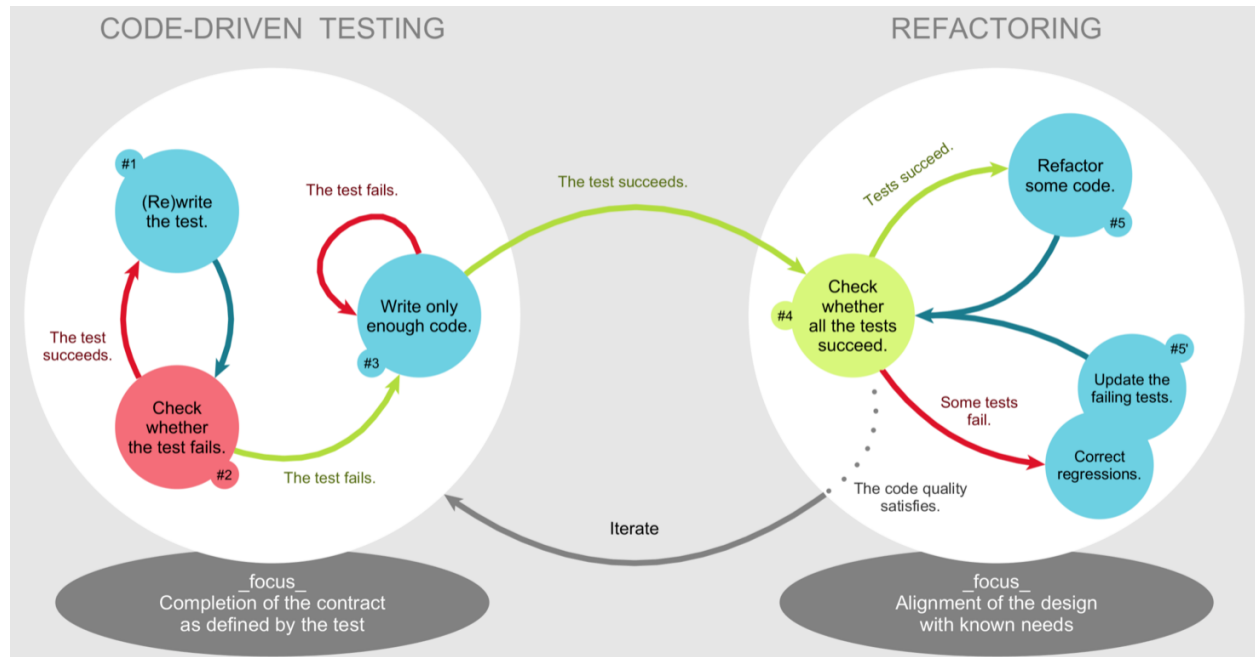 CODE-DRIVEN TESTING
REFACTORING
#1
(Re)write
the test.
The test fails.
The test
succeeds.
Write only
enough code.
#3
Check
whether
the test fails.
#2
The test fails.
The test succeeds.
Tests succeed.
Refactor
some code.
#5
Check
whether
all the tests
succeed.
#4
#5'
Update the
failing tests.
Some tests
fail.
Correct
regressions.
The code quality
satisfies.
Iterate
_focus_
Completion of the contract
as defined by the test
_focus_
Alignment of the design
with known needs